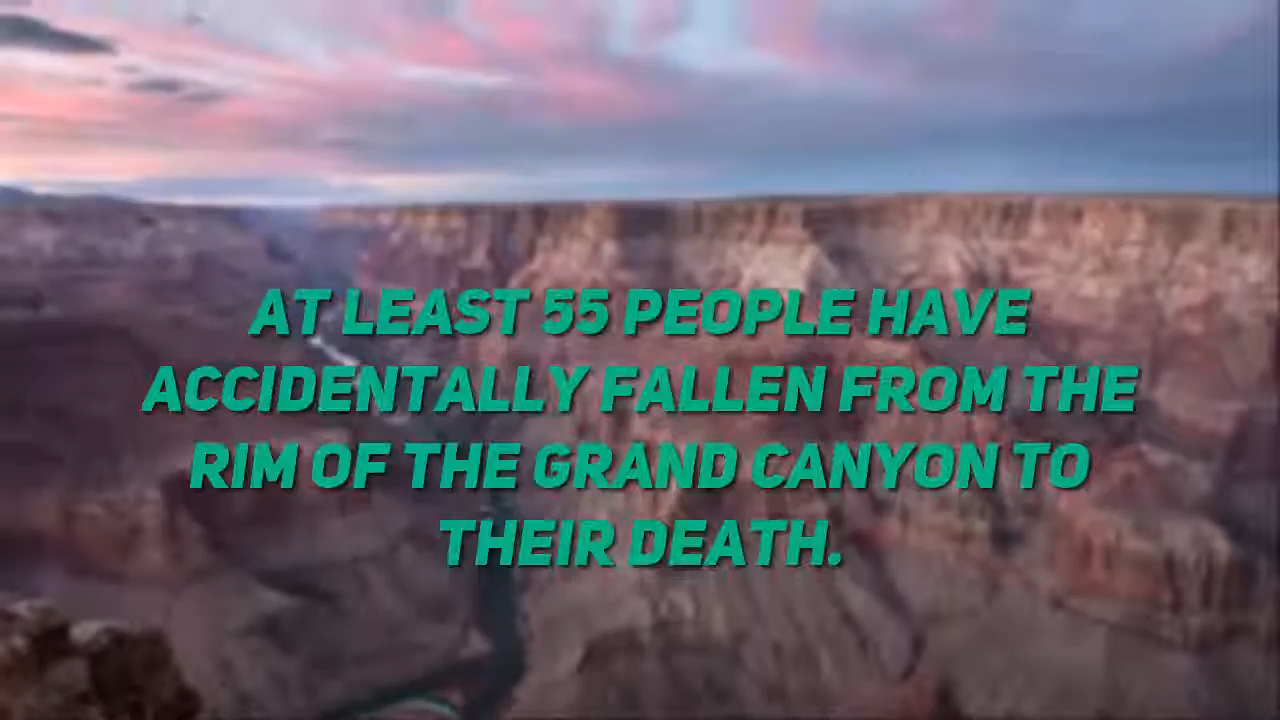 AT LEAST 55 PEOPLE HAVE
ACCIDENTALLY FALLEN FROM THE
RIM OF THE GRAND CANYON TO
THEIR DEATH.